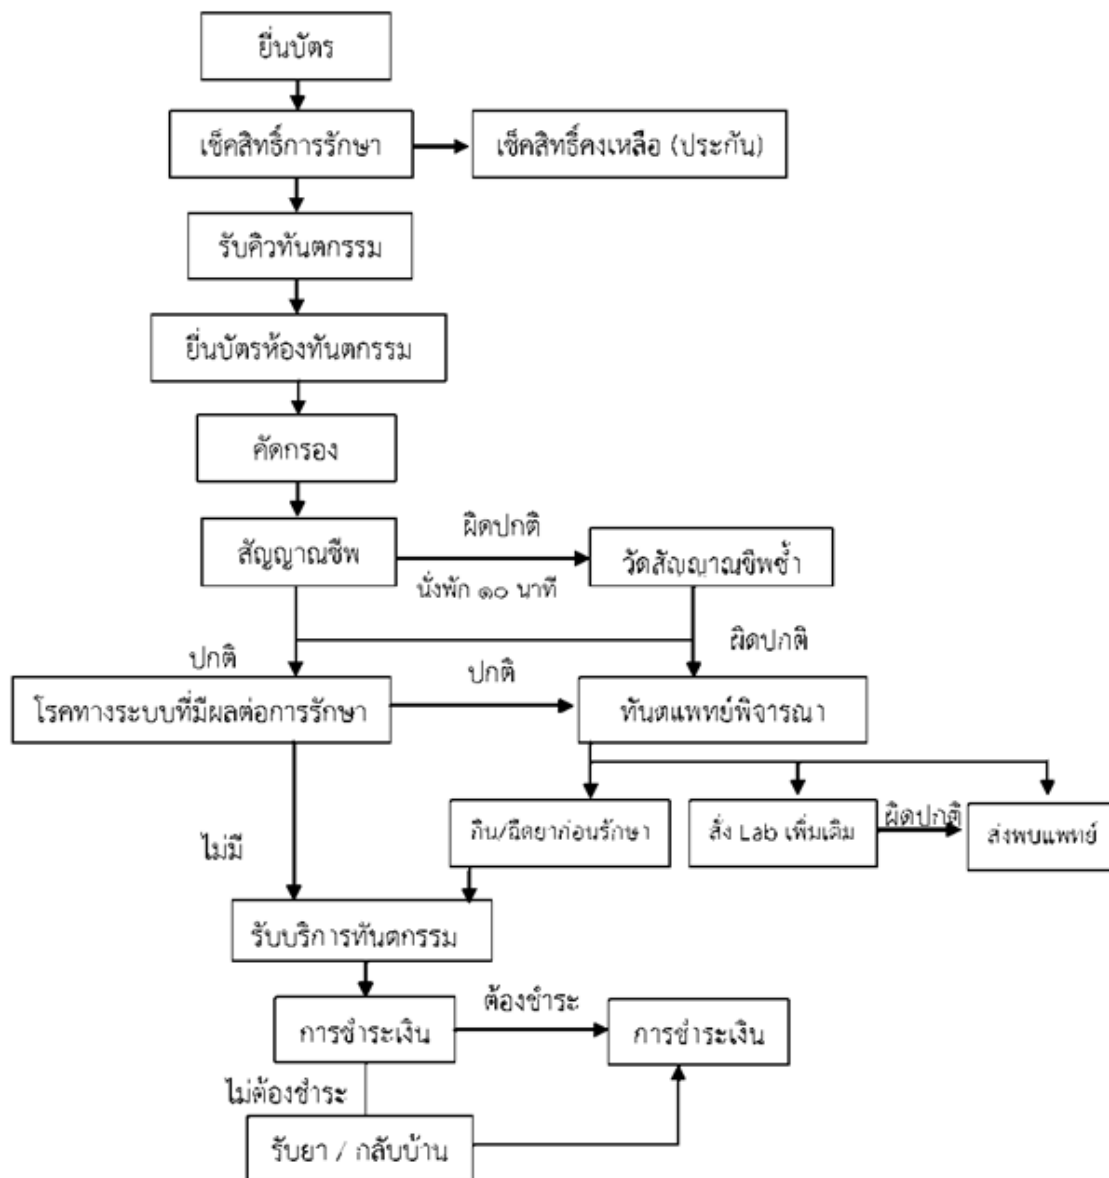 ยื่นบัตร
เช็คสิทธิ์การรักษา
เช็คสิทธิ์คงเหลือ (ประกัน)
รับคิวทันตกรรม
ยื่นบัตรห้องทันตกรรม
คัดกรอง
สัญญาณชีพ
ผิดปกติ
นั่งพัก ๑๐ นาที
วัดสัญญาณชีพซ้ำ
ปกติ
ผิดปกติ
โรคทางระบบที่มีผลต่อการรักษา
ปกติ
ทันตแพทย์พิจารณา
ไม่มี
กิน/ฉีดยาก่อนรักษา
สั่ง Lab เพิ่มเติม
ผิดปกติ
ส่งพบแพทย์
รับบริการทันตกรรม
การชำระเงิน
ต้องชำระ
การชำระเงิน
ไม่ต้องชำระ
รับยา / กลับบ้าน